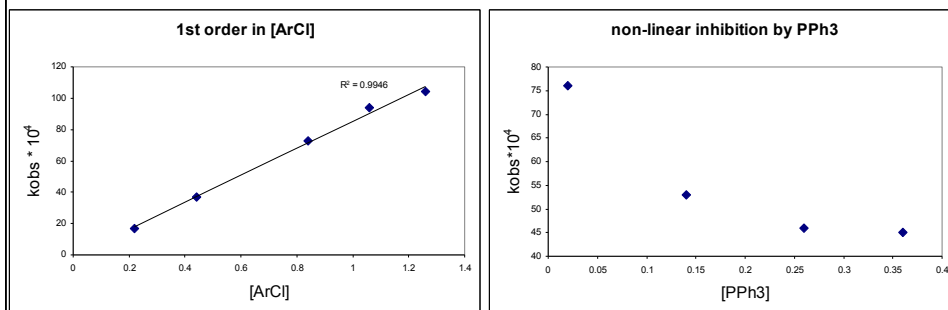 1st order in [ArCl]
R² = 0.9946
kobs * 10⁴
120
100
80
60
40
20
0
0 0.2 0.4 0.6 0.8 1 1.2 1.4
[ArCl]
non-linear inhibition by PPh3
kobs*10⁴
80
75
70
65
60
55
50
45
40
0 0.05 0.1 0.15 0.2 0.25 0.3 0.35 0.4
[PPh3]